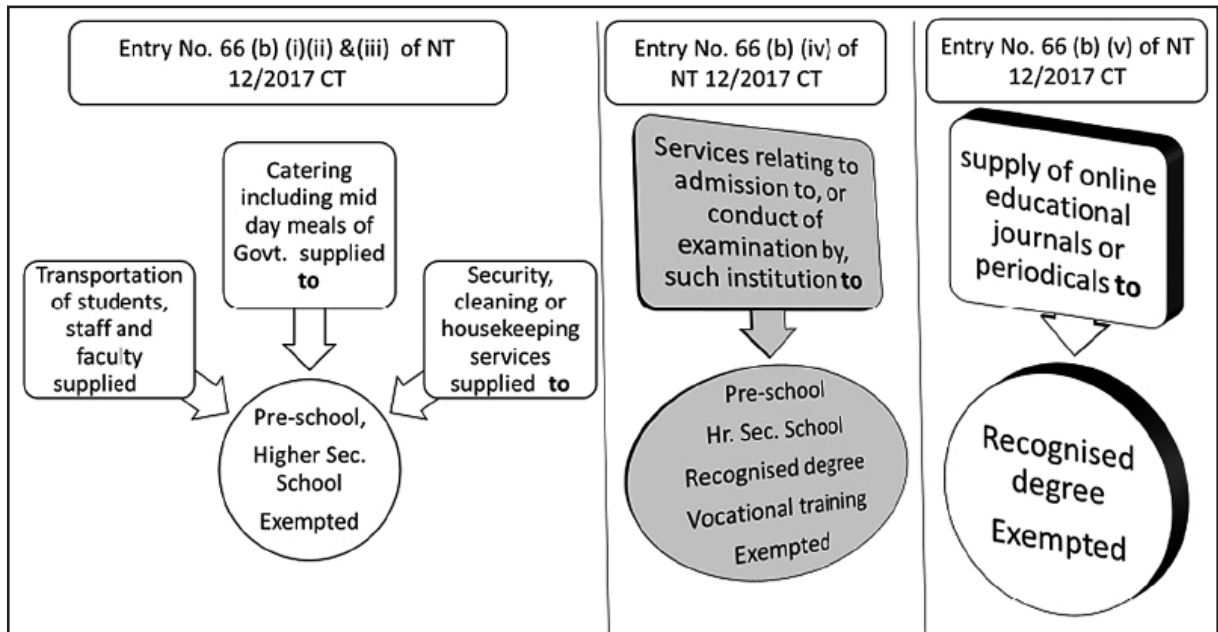 Entry No. 66 (b) (i)(ii) &(iii) of NT
12/2017 CT
Catering
including mid
day meals of
Govt. supplied
to
Transportation
of students,
staff and
faculty
supplied
Security,
cleaning or
housekeeping
services
supplied to
Pre-school,
Higher Sec.
School
Exempted
Entry No. 66 (b) (iv) of
NT 12/2017 CT
Services relating to
admission to, or
conduct of
examination by,
such institution to
Pre-school
Hr. Sec. School
Recognised degree
Vocational training
Exempted
Entry No. 66 (b) (v) of NT
12/2017 CT
supply of online
educational
journals or
periodicals to
Recognised
degree
Exempted